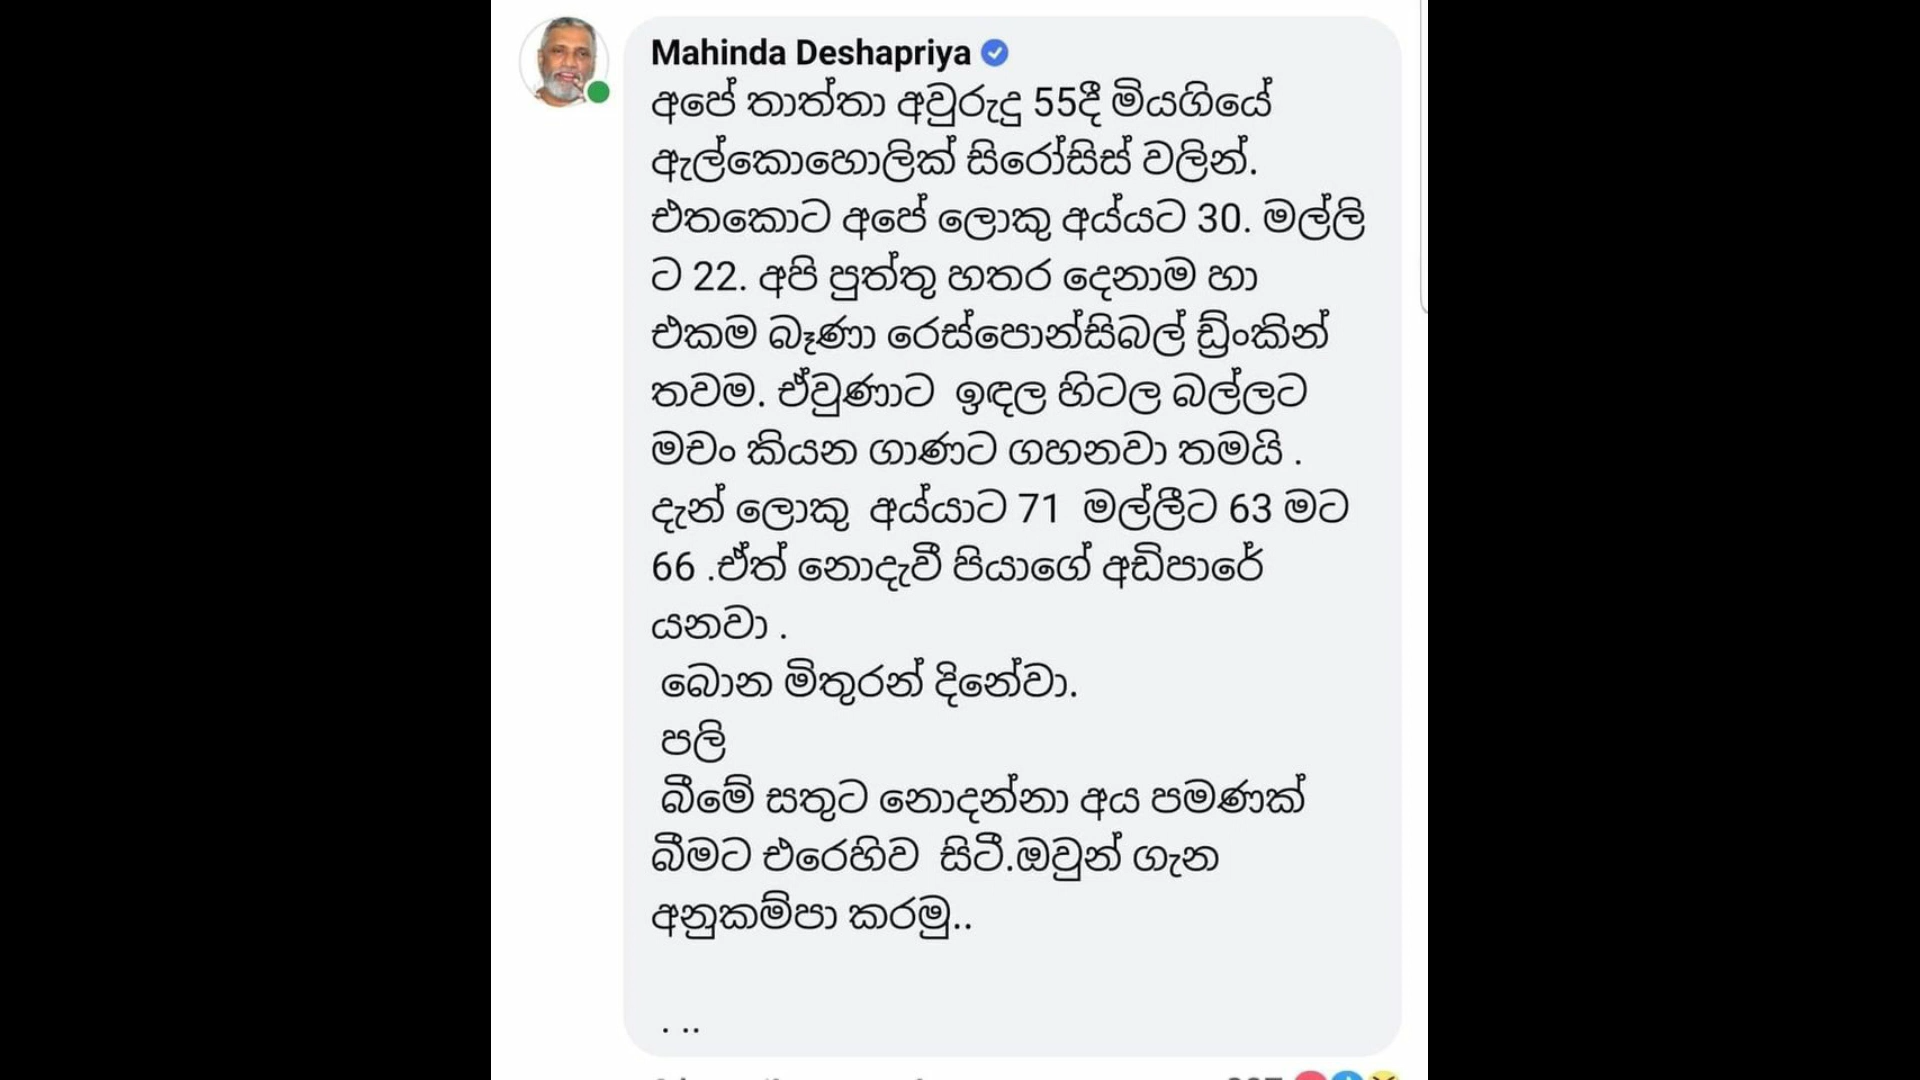 Mahinda Deshapriya
අපේ තාත්තා අවුරුදු 55දී මියගියේ
ඇල්කොහොලික් සිරෝසිස් වලින්.
එතකොට අපේ ලොකු අය්යට 30. මල්ලි
ට 22. අපි පුත්තු හතර දෙනාම හා
එකම බෑණා රෙස්පොන්සිබල් ඩ්‍රිංකින්
තවම. ඒවුණාට  ඉඳල හිටල බල්ලට
මචං කියන ගාණට ගහනවා තමයි .
දැන් ලොකු  අය්යාට 71  මල්ලීට 63 මට
66 .ඒත් නොදැවී පියාගේ අඩිපාරේ
යනවා .
බොන මිතුරන් දිනේවා.
පලි
බීමේ සතුට නොදන්නා අය පමණක්
බීමට එරෙහිව  සිටී.ඔවුන් ගැන
අනුකම්පා කරමු..
. ..